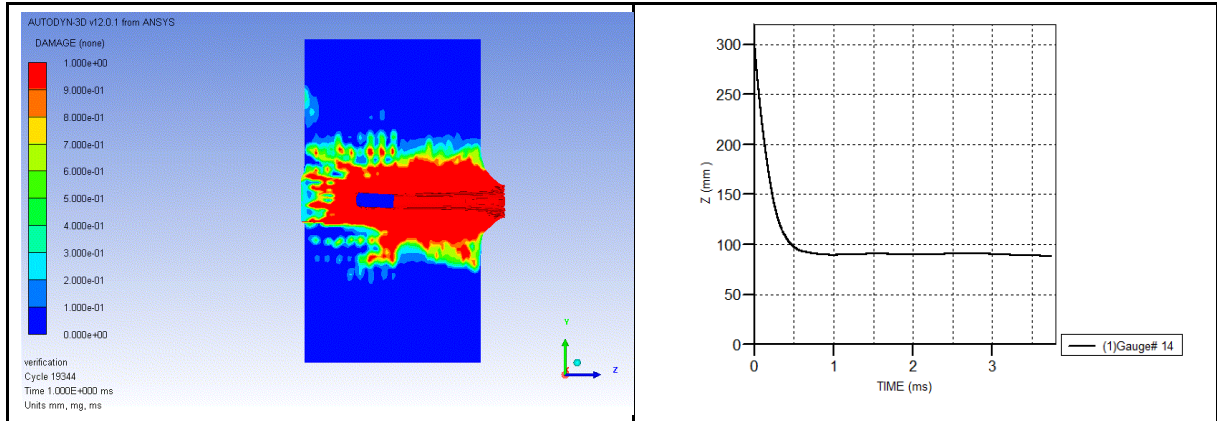 AUTODYN-3D v12.0.1 from ANSYS
DAMAGE (none)
1.000e+00
9.000e-01
8.000e-01
7.000e-01
6.000e-01
5.000e-01
4.000e-01
3.000e-01
2.000e-01
1.000e-01
0.000e+00
verification
Cycle 19344
Time 1.000E+000 ms
Units mm, mg, ms
Y
Z
300
250
200
150
100
50
0
Z (mm )
0
1
2
3
TIME (ms)
(1)Gauge# 14